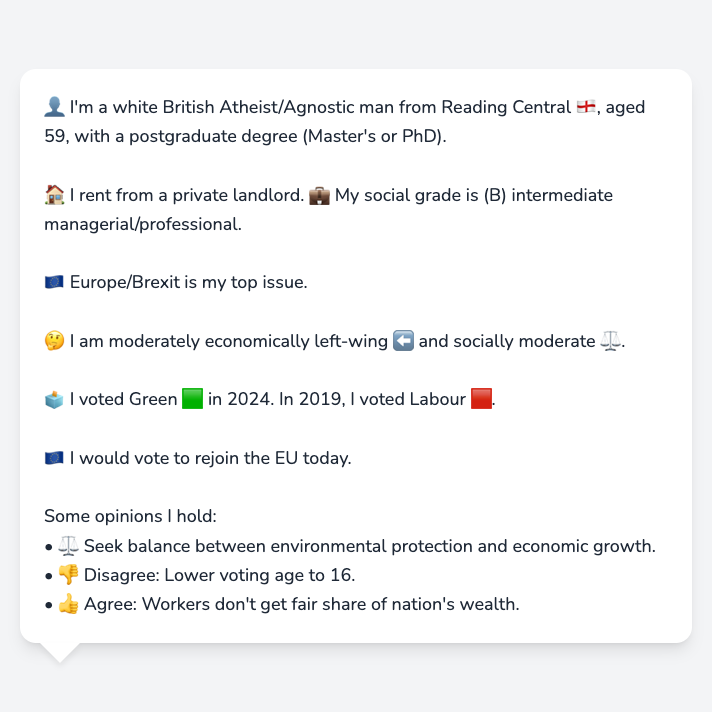 👤 I'm a white British Atheist/Agnostic man from Reading Central 🏴󠁧󠁢󠁥󠁮󠁧󠁿, aged
59, with a postgraduate degree (Master's or PhD).
🏠 I rent from a private landlord. 💼 My social grade is (B) intermediate
managerial/professional.
🇪🇺 Europe/Brexit is my top issue.
🤔 I am moderately economically left-wing ⬅️ and socially moderate ⚖️.
🗳️ I voted Green 🟩 in 2024. In 2019, I voted Labour 🟥.
🇪🇺 I would vote to rejoin the EU today.
Some opinions I hold:
• ⚖️ Seek balance between environmental protection and economic growth.
• 👎 Disagree: Lower voting age to 16.
• 👍 Agree: Workers don't get fair share of nation's wealth.